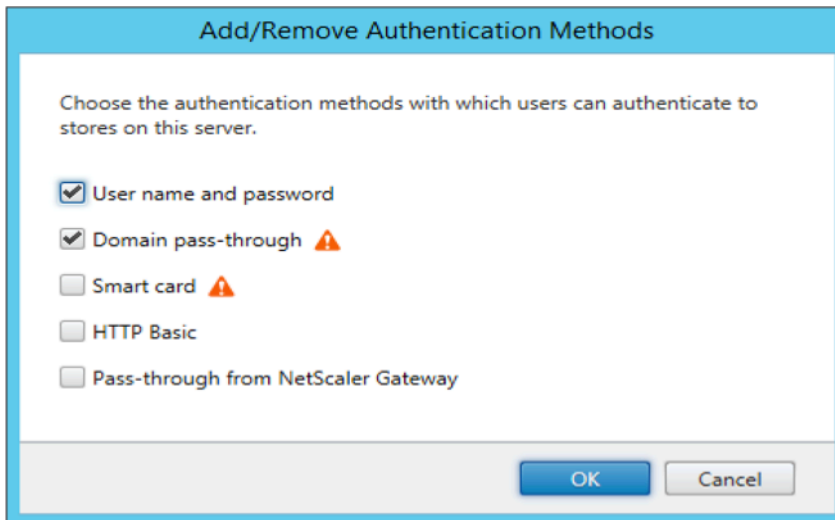 Add/Remove Authentication Methods
Choose the authentication methods with which users can authenticate to
stores on this server.
User name and password
Domain pass-through
Smart card
HTTP Basic
Pass-through from NetScaler Gateway
OK
Cancel